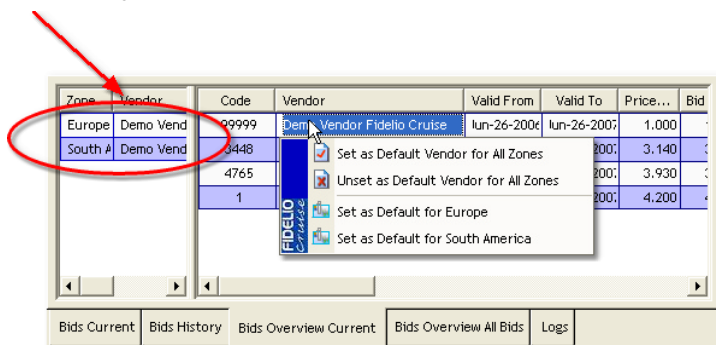 Zone Vendor Code Vendor Valid From Valid To Price... Bid
Europe Demo Vend 99999 Demo Vendor Fidelio Cruise Jun-26-2006 Jun-26-2007 1.000
South A Demo Vend 3448 3.140
Set as Default Vendor for All Zones
4765 3.930
Unset as Default Vendor for All Zones
1 4.200
Set as Default for Europe
Set as Default for South America
FIDELIO
Cruise
Bids Current Bids History Bids Overview Current Bids Overview All Bids Logs